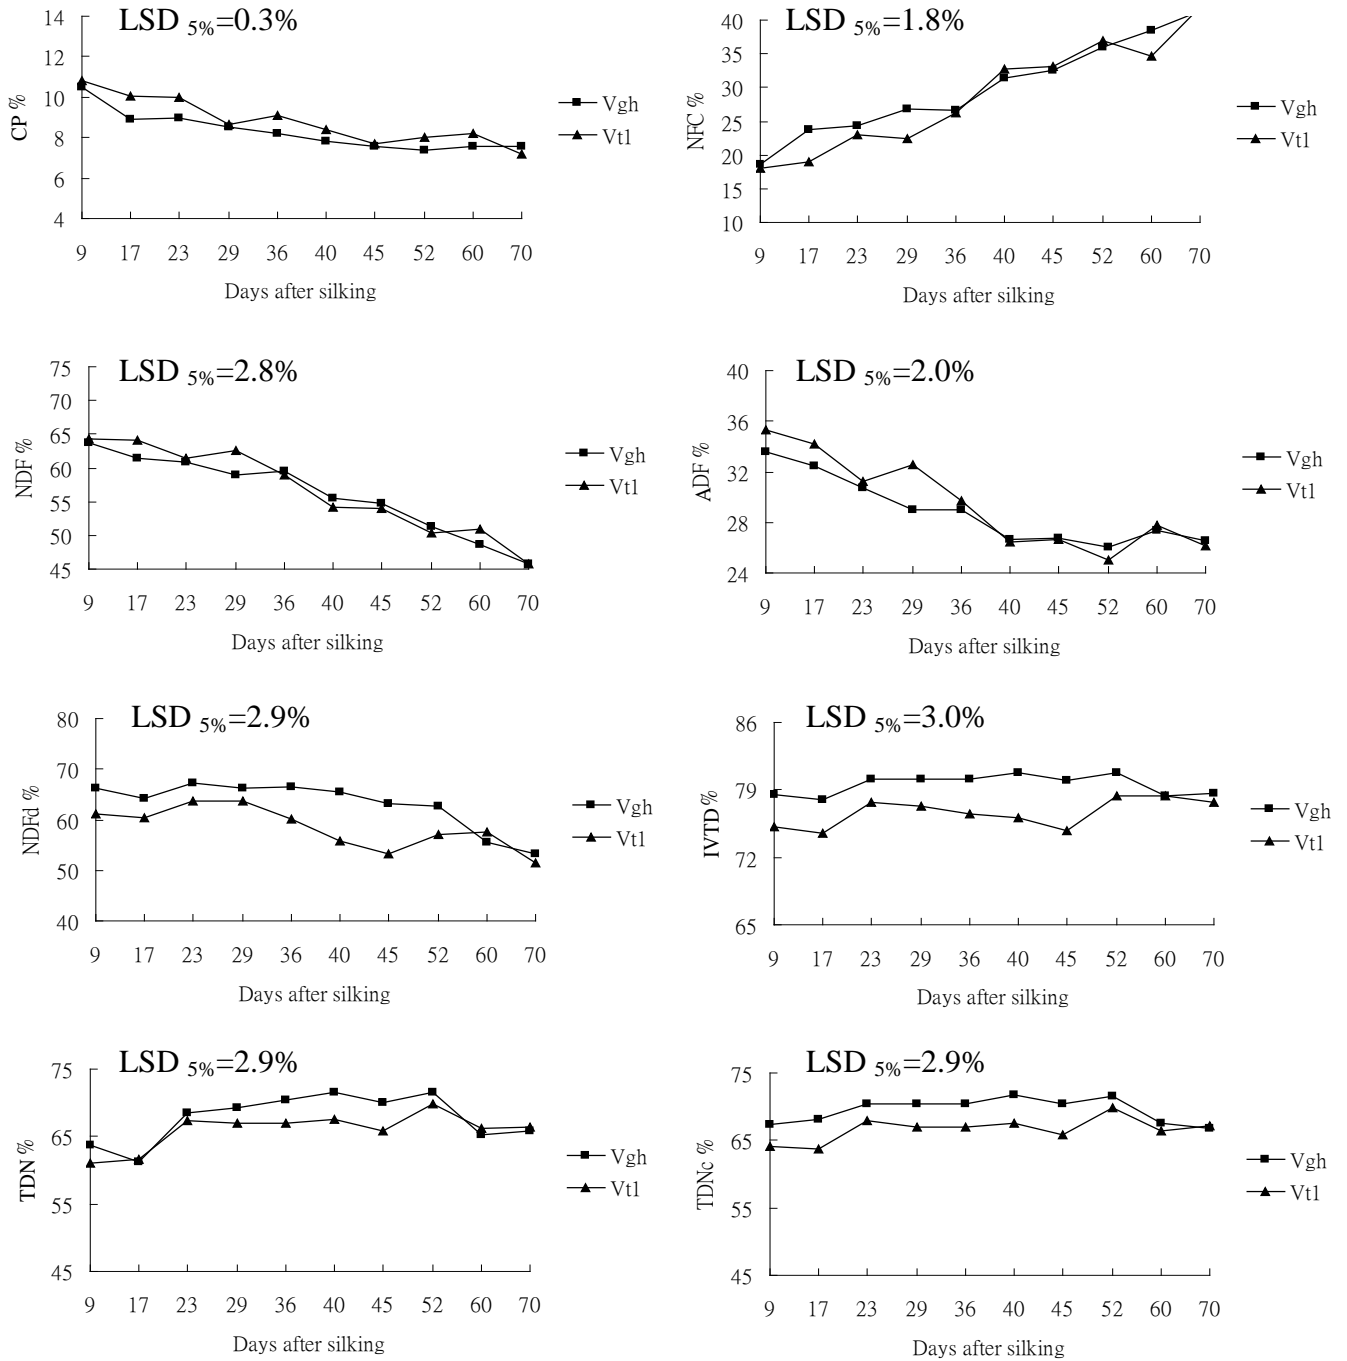 LSD 5%=0.3%
14
12
10
8
6
4
CP %
Vgh
Vt1
9 17 23 29 36 40 45 52 60 70
Days after silking
LSD 5%=1.8%
40
35
30
25
20
15
10
NFC %
Vgh
Vt1
9 17 23 29 36 40 45 52 60 70
Days after silking
LSD 5%=2.8%
75
70
65
60
55
50
45
NDF %
Vgh
Vt1
9 17 23 29 36 40 45 52 60 70
Days after silking
LSD 5%=2.0%
40
36
32
28
24
ADF %
Vgh
Vt1
9 17 23 29 36 40 45 52 60 70
Days after silking
LSD 5%=2.9%
80
70
60
50
40
NDFd %
Vgh
Vt1
9 17 23 29 36 40 45 52 60 70
Days after silking
LSD 5%=3.0%
86
79
72
65
IVTD%
Vgh
Vt1
9 17 23 29 36 40 45 52 60 70
Days after silking
LSD 5%=2.9%
75
65
55
45
TDN %
Vgh
Vt1
9 17 23 29 36 40 45 52 60 70
Days after silking
LSD 5%=2.9%
75
65
55
45
TDNc %
Vgh
Vt1
9 17 23 29 36 40 45 52 60 70
Days after silking